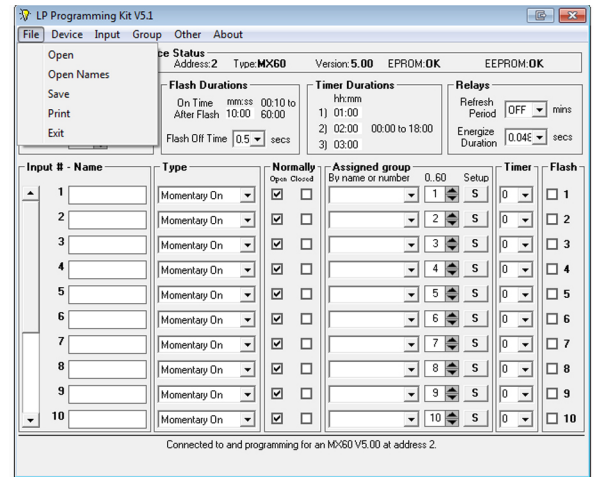 LP Programming Kit V5.1
File Device Input Group Other About
Open
Open Names
Save
Print
Exit
ce Status
Address:2 Type:MX60 Version: 5.00 EPROM:OK EEPROM:OK
Flash Durations
On Time mm:ss 00:10 to
After Flash 10:00 60:00
Flash Off Time 0.5 secs
Timer Durations
hh:mm
1) 01:00
2) 02:00 00:00 to 18:00
3) 03:00
Relays
Refresh
Period OFF mins
Energize
Duration 0.048 secs
Input # - Name Type Normally Assigned group Timer Flash
Open Closed By name or number 0..60 Setup
1 Momentary On 1 S 0 1
2 Momentary On 2 S 0 2
3 Momentary On 3 S 0 3
4 Momentary On 4 S 0 4
5 Momentary On 5 S 0 5
6 Momentary On 6 S 0 6
7 Momentary On 7 S 0 7
8 Momentary On 8 S 0 8
9 Momentary On 9 S 0 9
10 Momentary On 10 S 0 10
Connected to and programming for an MX60 V5.00 at address 2.